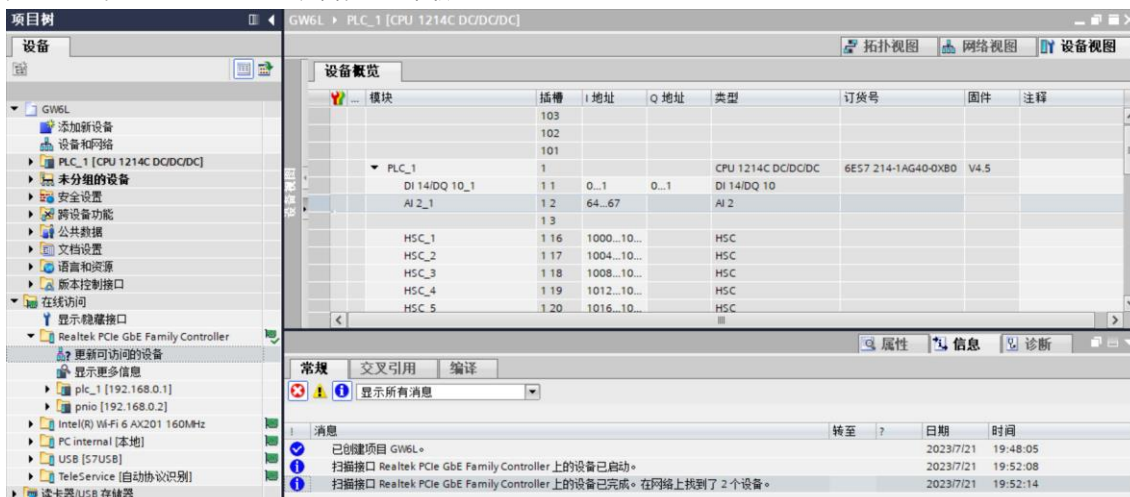 项目树
GW6L ▸ PLC_1 [CPU 1214C DC/DC/DC]
设备
拓扑视图 网络视图 设备视图
设备概览
... 模块 插槽 I 地址 Q 地址 类型 订货号 固件 注释
103
102
101
PLC_1 1 CPU 1214C DC/DC/DC 6ES7 214-1AG40-0XB0 V4.5
DI 14/DQ 10_1 1 1 0...1 0...1 DI 14/DQ 10
AI 2_1 1 2 64...67 AI 2
1 3
HSC_1 1 16 1000...10... HSC
HSC_2 1 17 1004...10... HSC
HSC_3 1 18 1008...10... HSC
HSC_4 1 19 1012...10... HSC
HSC_5 1 20 1016...10... HSC
GW6L
添加新设备
设备和网络
PLC_1 [CPU 1214C DC/DC/DC]
未分组的设备
安全设置
跨设备功能
公共数据
文档设置
语言和资源
版本控制接口
在线访问
显示/隐藏接口
Realtek PCIe GbE Family Controller
更新可访问的设备
显示更多信息
plc_1 [192.168.0.1]
pnio [192.168.0.2]
Intel(R) Wi-Fi 6 AX201 160MHz
PC internal [本地]
USB [S7USB]
TeleService [自动协议识别]
读卡器/USB 存储器
属性 信息 诊断
常规 交叉引用 编译
显示所有消息
! 消息 转至 ? 日期 时间
已创建项目 GW6L。 2023/7/21 19:48:05
扫描接口 Realtek PCIe GbE Family Controller 上的设备已启动。 2023/7/21 19:52:08
扫描接口 Realtek PCIe GbE Family Controller 上的设备已完成。在网络上找到了 2 个设备。 2023/7/21 19:52:14